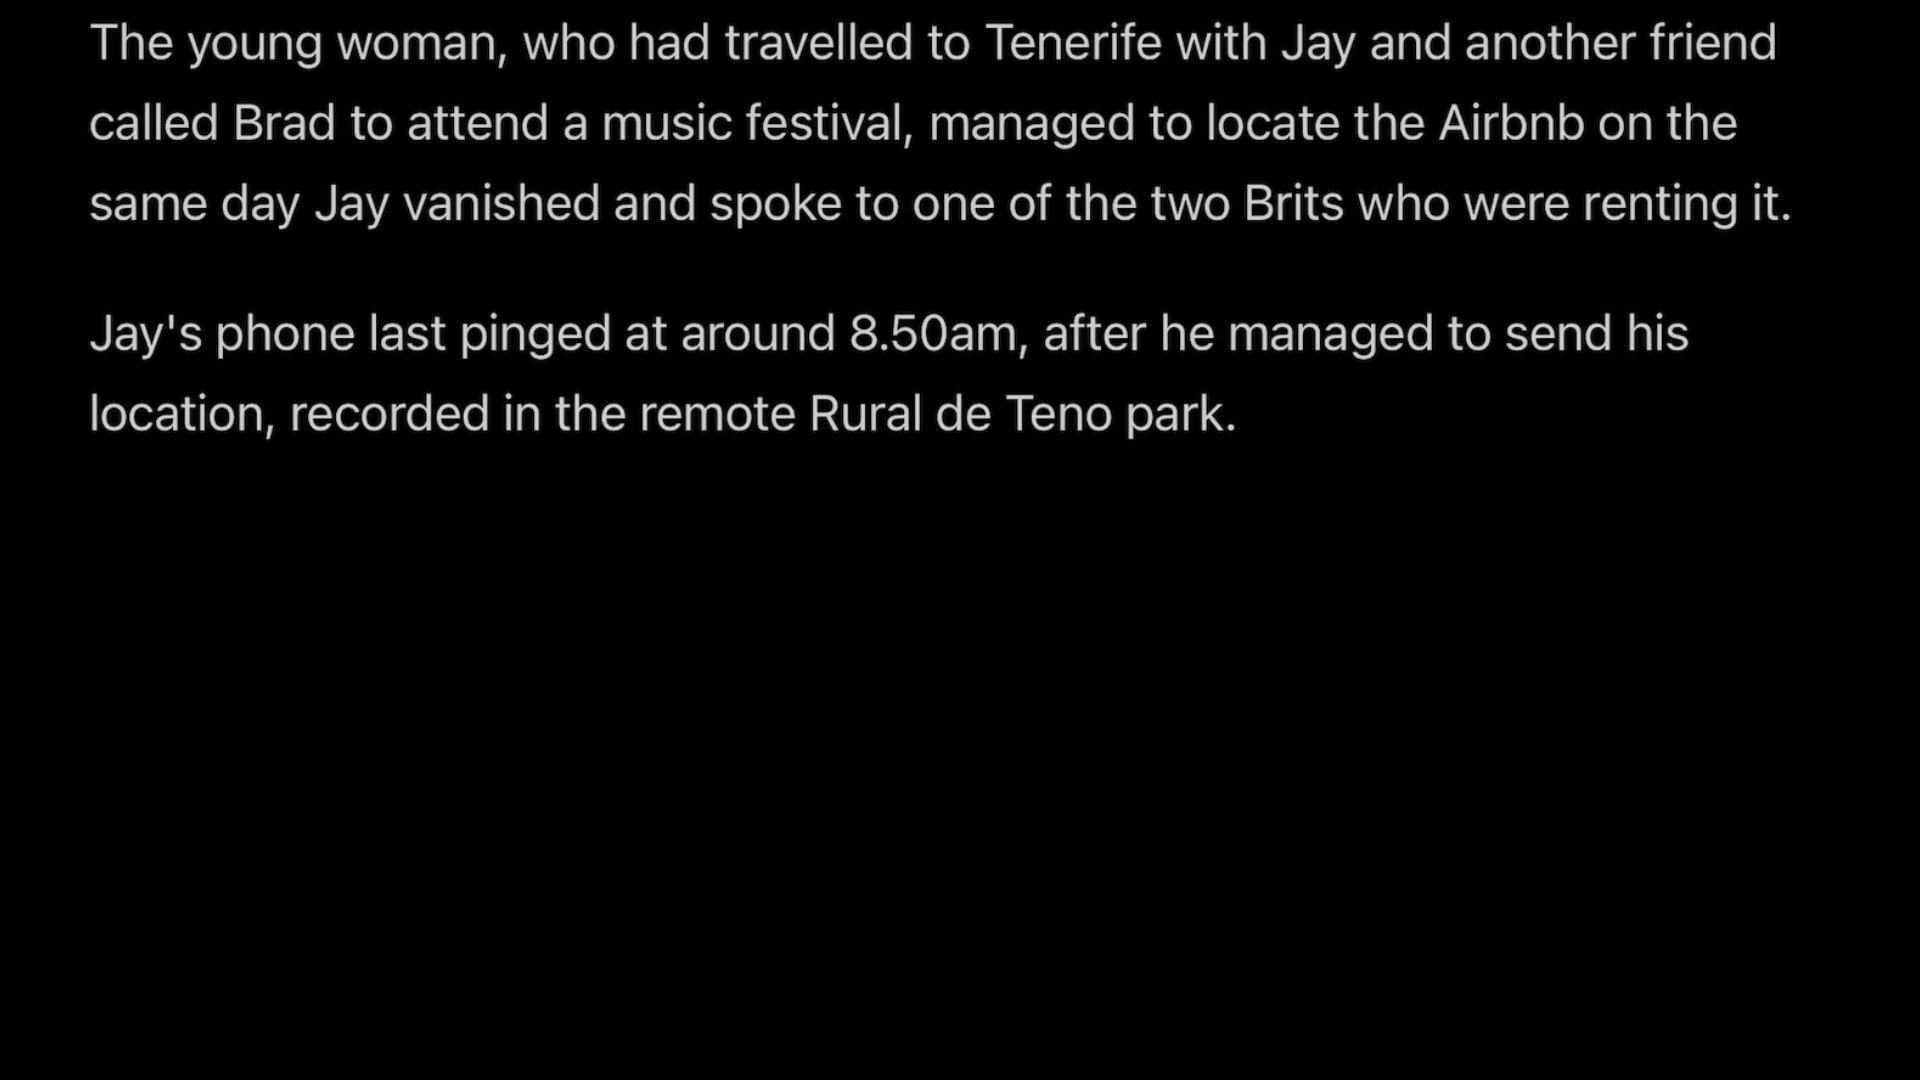 The young woman, who had travelled to Tenerife with Jay and another friend
called Brad to attend a music festival, managed to locate the Airbnb on the
same day Jay vanished and spoke to one of the two Brits who were renting it.
Jay's phone last pinged at around 8.50am, after he managed to send his
location, recorded in the remote Rural de Teno park.